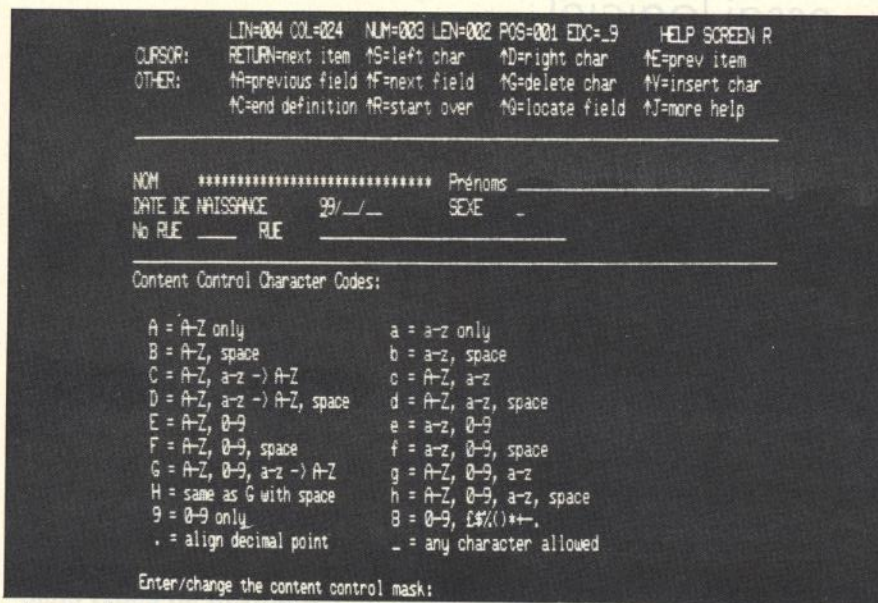 LIN=004 COL=024 NUM=003 LEN=002 POS=001 EDC=_9 HELP SCREEN R
CURSOR: RETURN=next item ↑S=left char ↑D=right char ↑E=prev item
OTHER: ↑A=previous field ↑F=next field ↑G=delete char ↑V=insert char
↑C=end definition ↑R=start over ↑Q=locate field ↑J=more help
NOM ****************************** Prénoms ________________________________
DATE DE NAISSANCE 99/__/__ SEXE _
No RUE _____ RUE _______________________________
Content Control Character Codes:
A = A-Z only a = a-z only
B = A-Z, space b = a-z, space
C = A-Z, a-z -) A-Z c = A-Z, a-z
D = A-Z, a-z -) A-Z, space d = A-Z, a-z, space
E = A-Z, 0-9 e = a-z, 0-9
F = A-Z, 0-9, space f = a-z, 0-9, space
G = A-Z, 0-9, a-z -) A-Z g = A-Z, 0-9, a-z
H = same as G with space h = A-Z, 0-9, a-z, space
9 = 0-9 only 8 = 0-9, £$%()*+-.
. = align decimal point _ = any character allowed
Enter/change the content control mask: